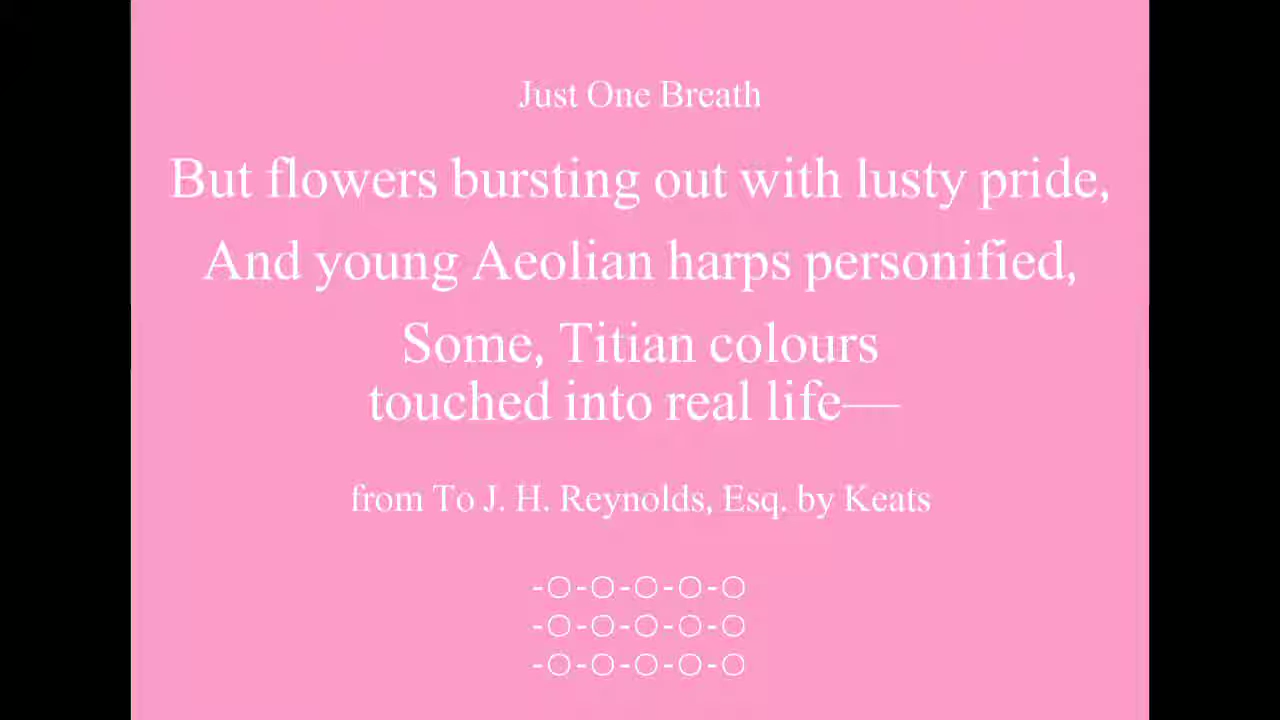 Just One Breath
But flowers bursting out with lusty pride,
And young Aeolian harps personified,
Some, Titian colours
touched into real life—
from To J. H. Reynolds, Esq. by Keats
-○-○-○-○-○
-○-○-○-○-○
-○-○-○-○-○